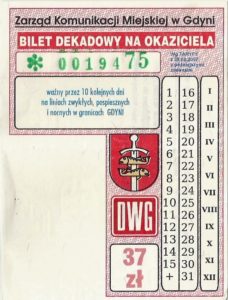 Zarząd Komunikacji Miejskiej w Gdyni
BILET DEKADOWY NA OKAZICIELA
* 0019475
ważny przez 10 kolejnych dni
na liniach zwykłych, pospiesznych
i nocnych w granicach GDYNI
DWG
37
zł
1 16
2 17
3 18
4 19
5 20
6 21
7 22
8 23
9 24
10 25
11 26
12 27
13 28
14 29
15 30
+ 31
I
II
III
IV
V
VI
VII
VIII
IX
X
XI
XII